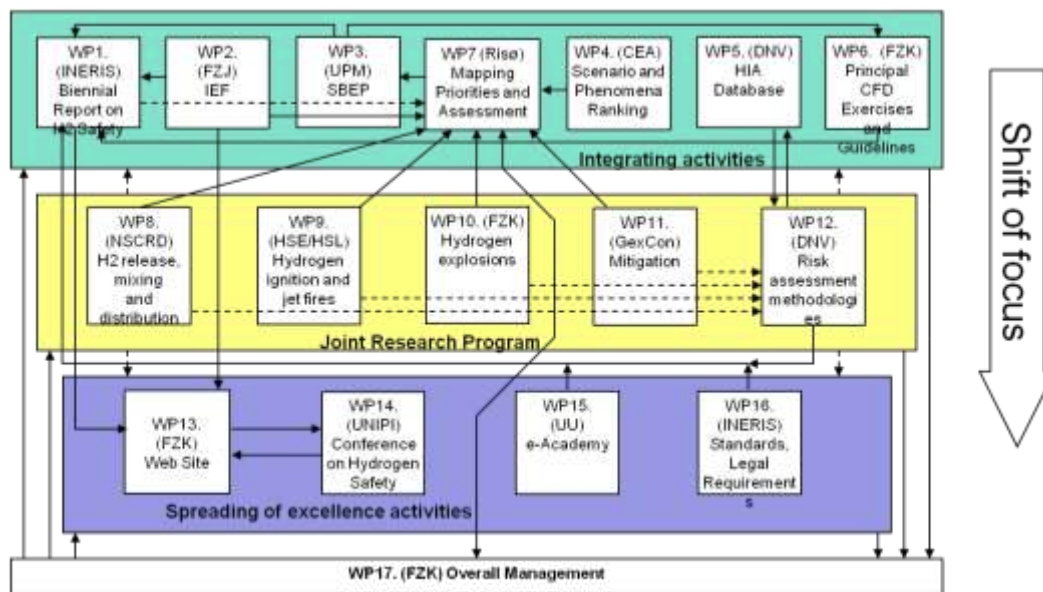 WP1.
(INERIS)
Biennial
Report on
H2 Safety
WP2.
(FZJ)
IEF
WP3.
(UPM)
SBEP
WP7 (Risø)
Mapping
Priorities and
Assessment
WP4. (CEA)
Scenario and
Phenomena
Ranking
WP5. (DNV)
HIA
Database
WP6. (FZK)
Principal
CFD
Exercises and
Guidelines
Integrating activities
WP8.
(NSCRD)
H2 release,
mixing
and
distribution
WP9.
(HSE/HSL)
Hydrogen
ignition and
jet fires
WP10. (FZK)
Hydrogen
explosions
WP11.
(GexCon)
Mitigation
WP12.
(DNV)
Risk
assessment
methodologi
es
Joint Research Program
WP13.
(FZK)
Web Site
WP14.
(UNIPI)
Conference
on Hydrogen
Safety
WP15.
(UU)
e-Academy
WP16.
(INERIS)
Standards,
Legal
Requirement
s
Spreading of excellence activities
WP17. (FZK) Overall Management
Shift of focus